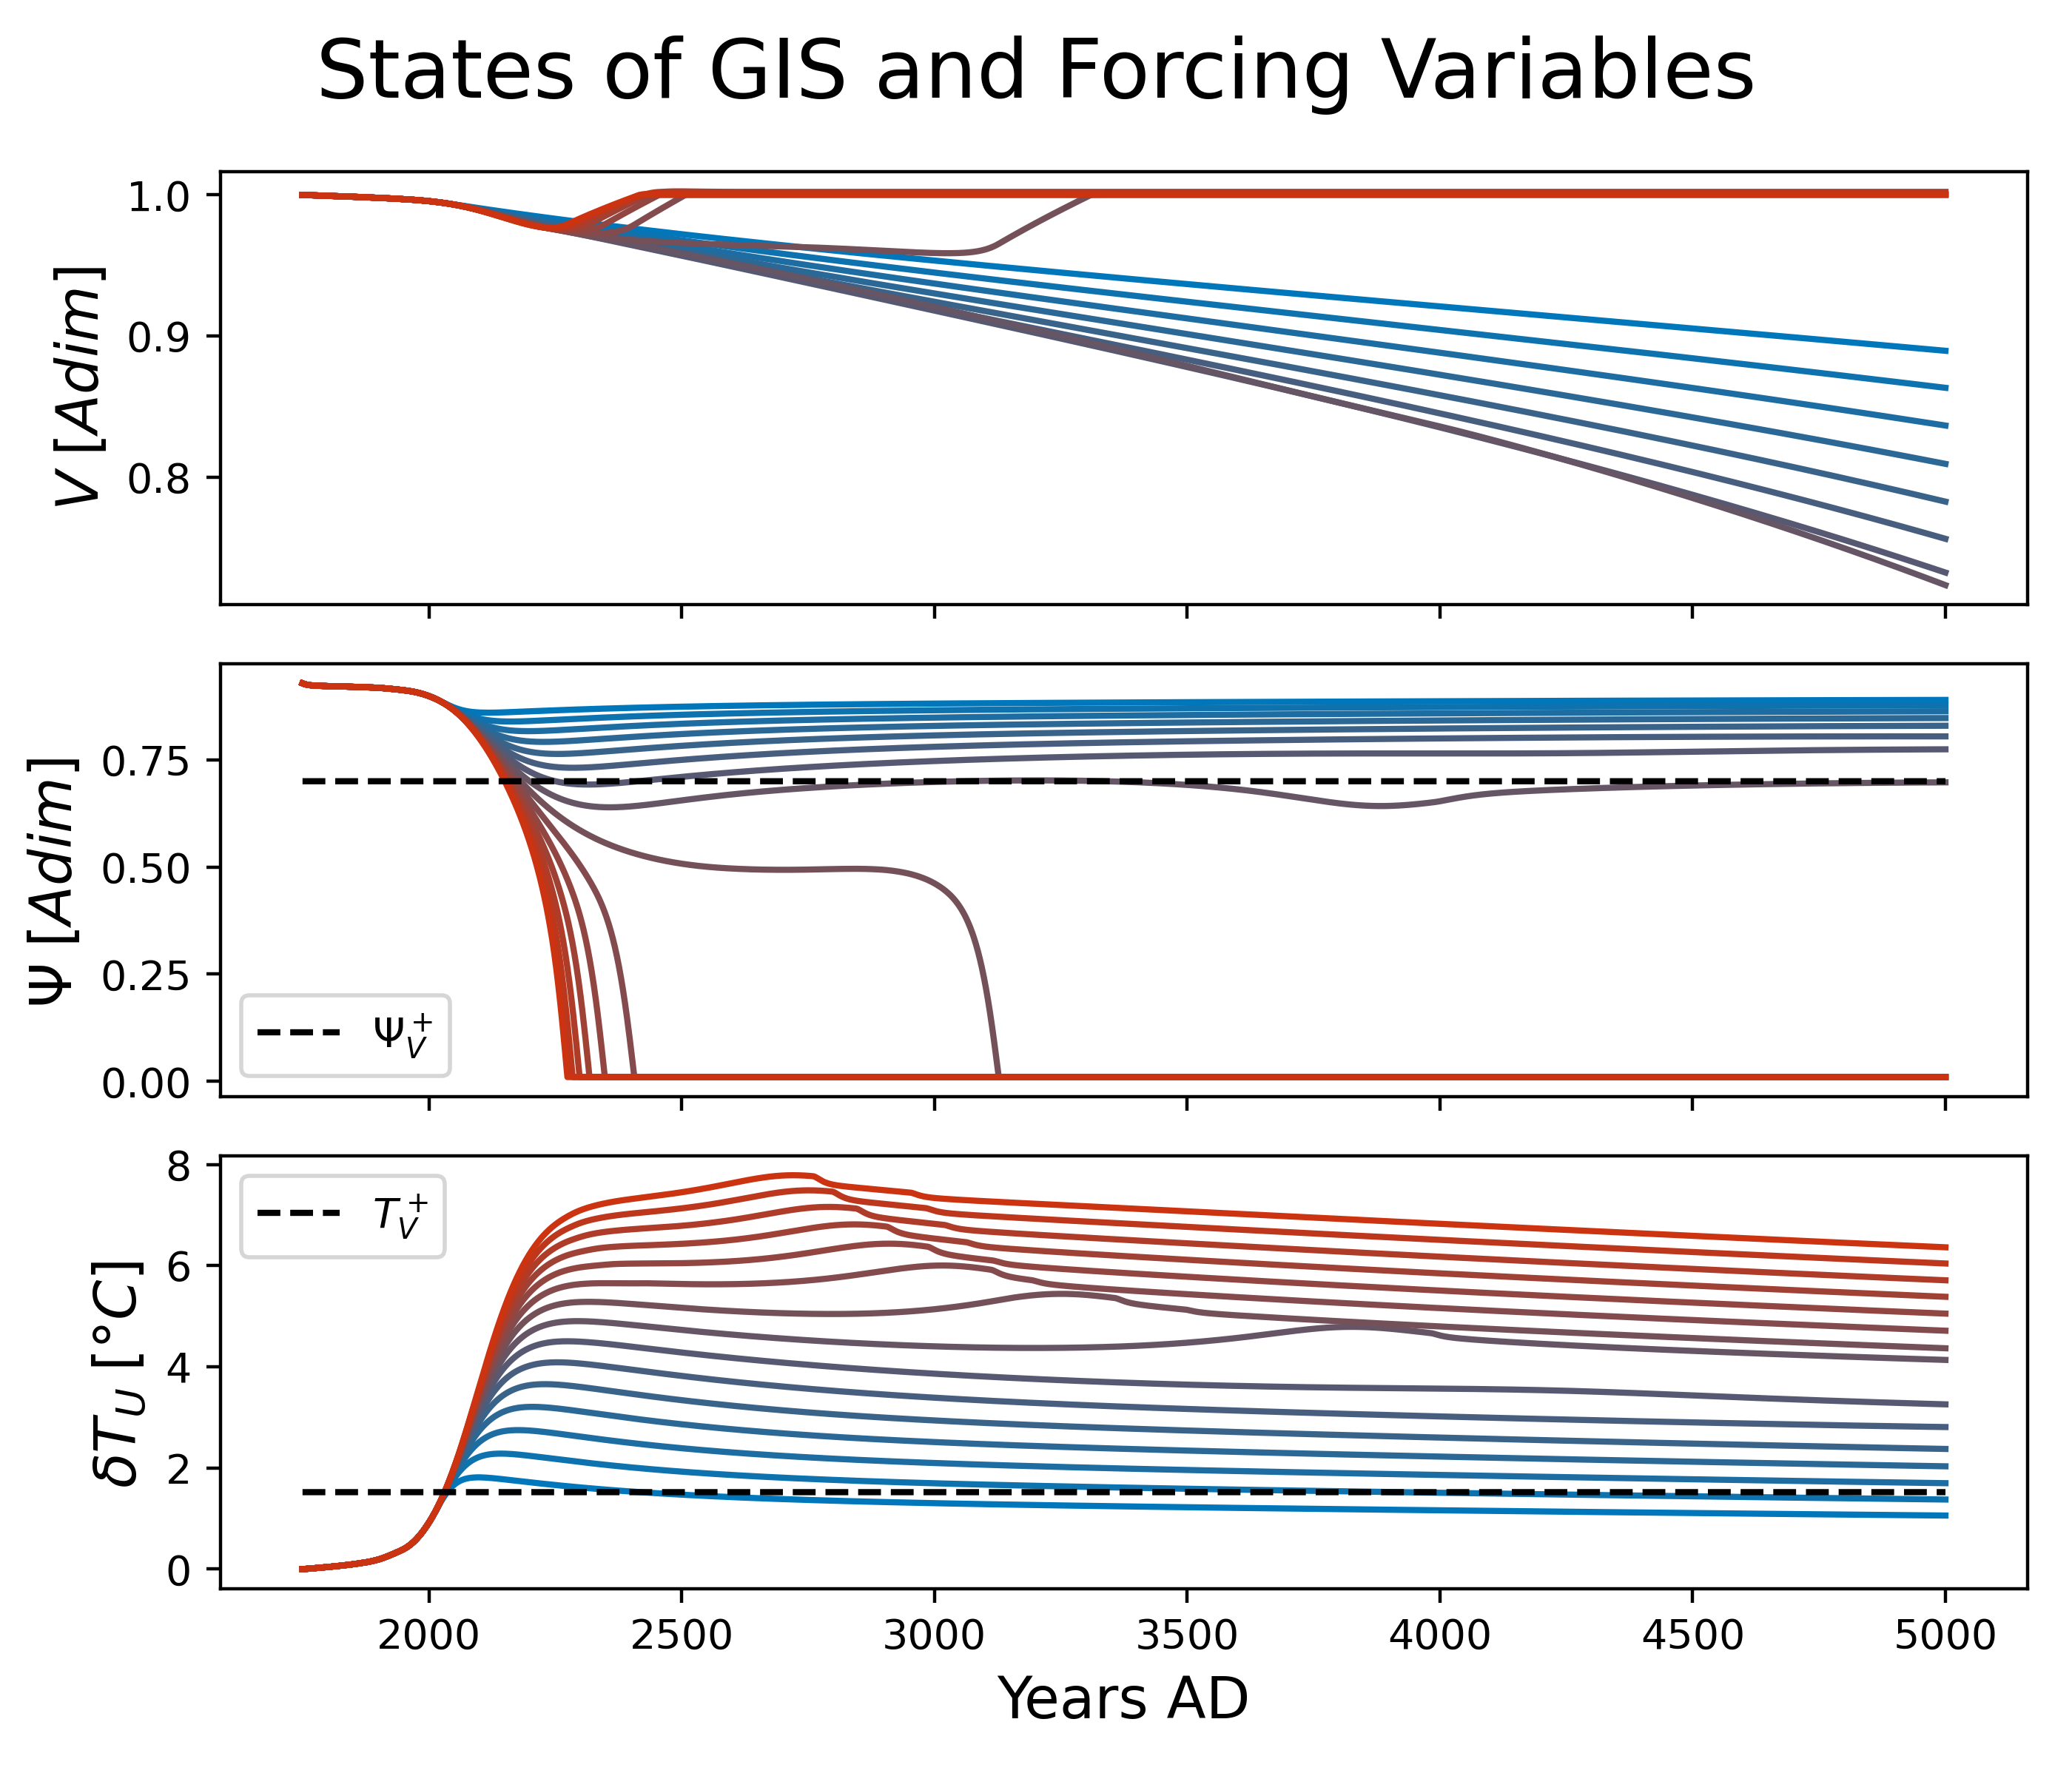 States of GIS and Forcing Variables
V [Adim]
1.0
0.9
0.8
Ψ [Adim]
0.75
0.50
0.25
0.00
Ψ_V^+
δT_U [°C]
8
6
4
2
0
T_V^+
2000 2500 3000 3500 4000 4500 5000
Years AD